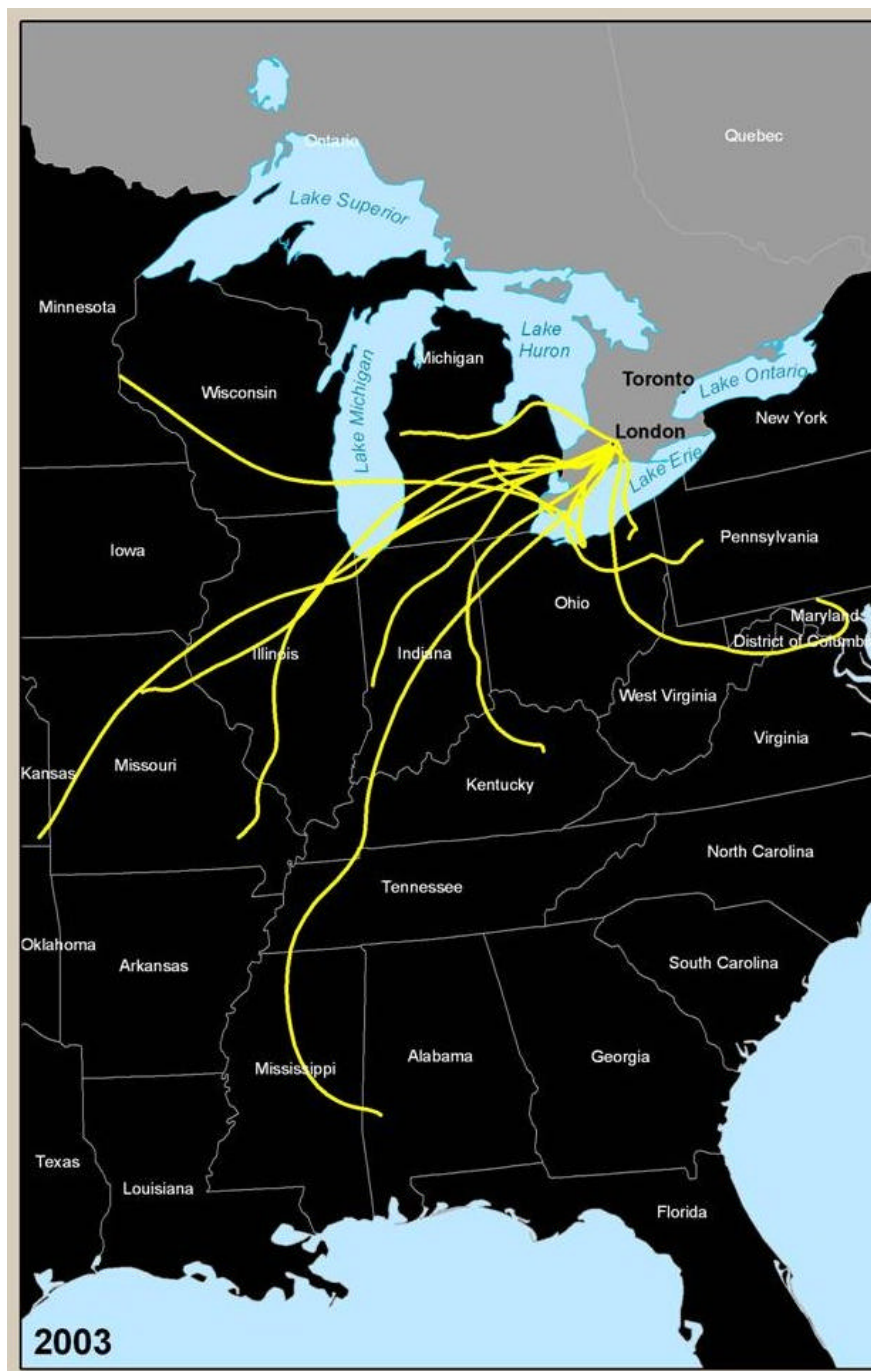 Ontario
Quebec
Lake Superior
Minnesota
Lake
Huron
Michigan
Lake Michigan
Toronto
Lake Ontario
Wisconsin
New York
London
Lake Erie
Iowa
Pennsylvania
Ohio
Maryland
District of Columbi
Illinois
Indiana
West Virginia
Virginia
Kansas
Missouri
Kentucky
North Carolina
Tennessee
Oklahoma
Arkansas
South Carolina
Mississippi
Alabama
Georgia
Texas
Louisiana
Florida
2003